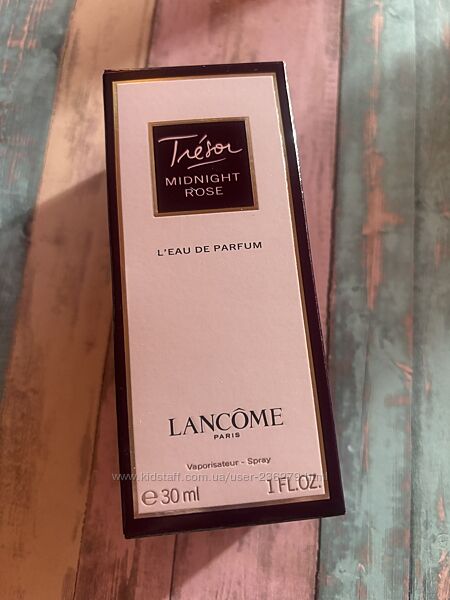 Trésor
MIDNIGHT
ROSE
L'EAU DE PARFUM
LANCÔME
PARIS
Vaporisateur - Spray
e 30 ml 1 FL.OZ.